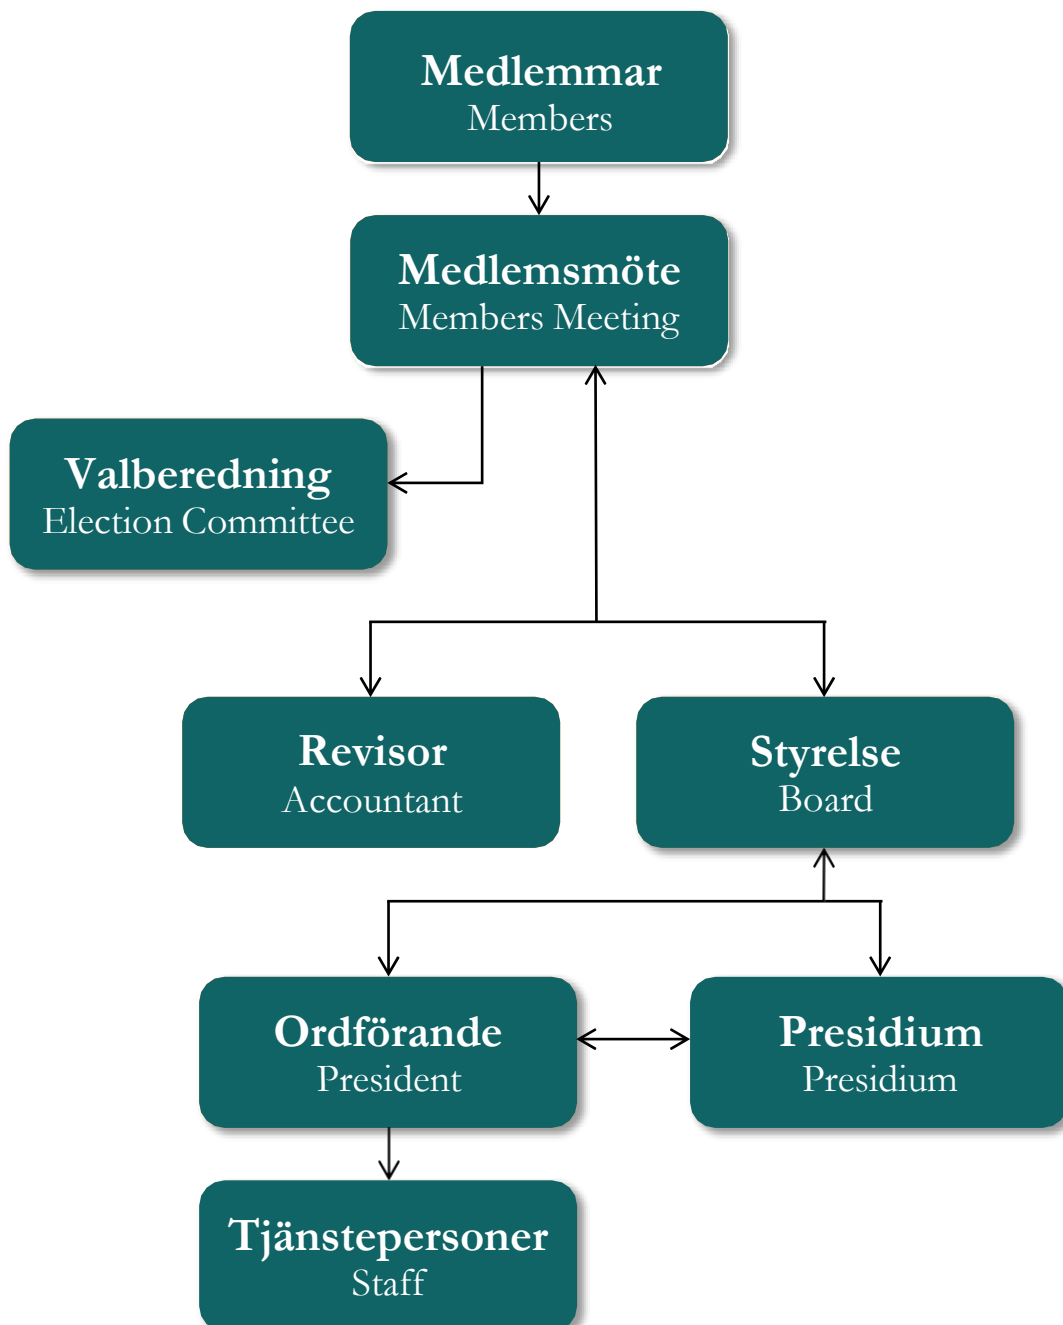 Medlemmar
Members
Medlemsmöte
Members Meeting
Valberedning
Election Committee
Revisor
Accountant
Styrelse
Board
Ordförande
President
Presidium
Presidium
Tjänstepersoner
Staff